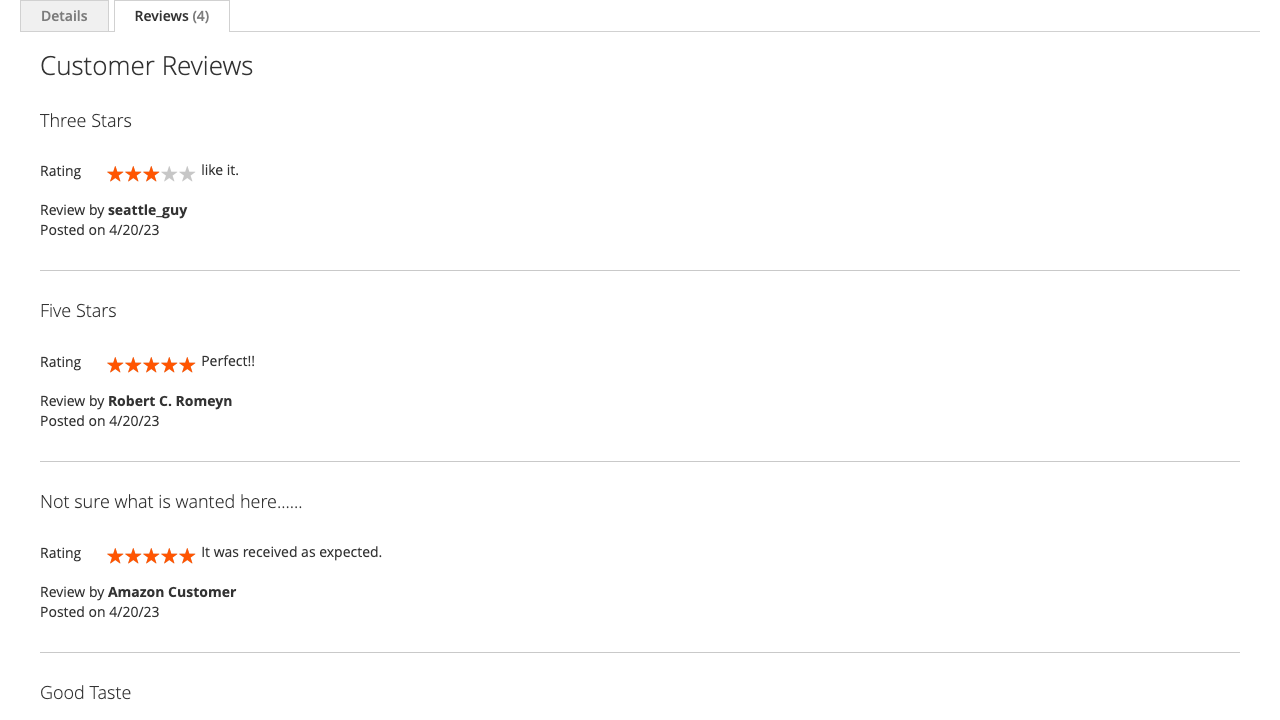 Details
Reviews (4)
Customer Reviews
Three Stars
Rating like it.
Review by seattle_guy
Posted on 4/20/23
Five Stars
Rating Perfect!!
Review by Robert C. Romeyn
Posted on 4/20/23
Not sure what is wanted here......
Rating It was received as expected.
Review by Amazon Customer
Posted on 4/20/23
Good Taste